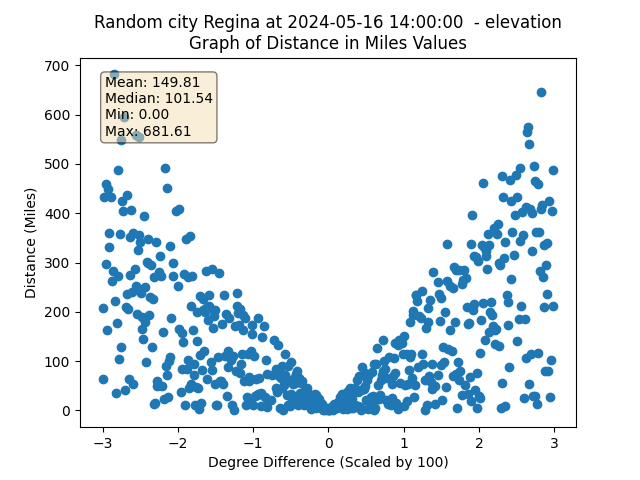 Random city Regina at 2024-05-16 14:00:00  - elevation
Graph of Distance in Miles Values
Mean: 149.81
Median: 101.54
Min: 0.00
Max: 681.61
700
600
500
400
300
200
100
0
Distance (Miles)
−3 −2 −1 0 1 2 3
Degree Difference (Scaled by 100)